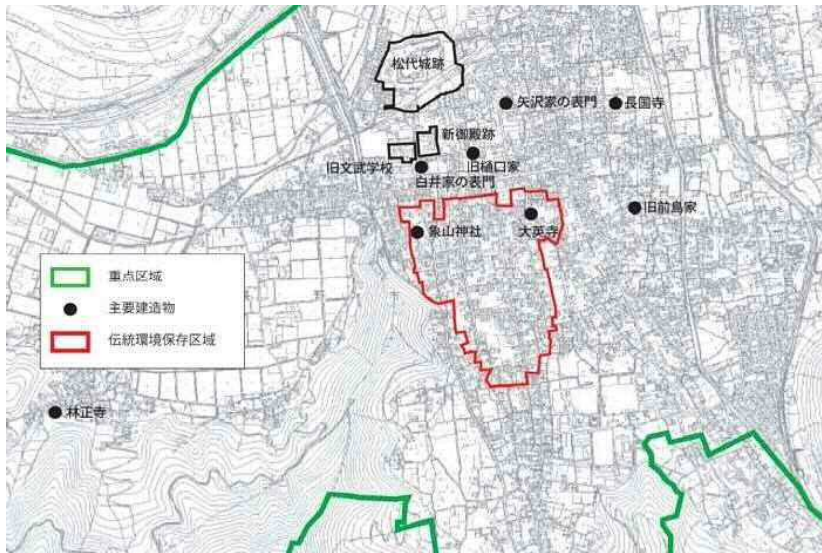 松代城跡
矢沢家の表門
長国寺
新御殿跡
旧文武学校
旧樋口家
白井家の表門
旧前島家
象山神社
大英寺
重点区域
主要建造物
伝統環境保存区域
林正寺